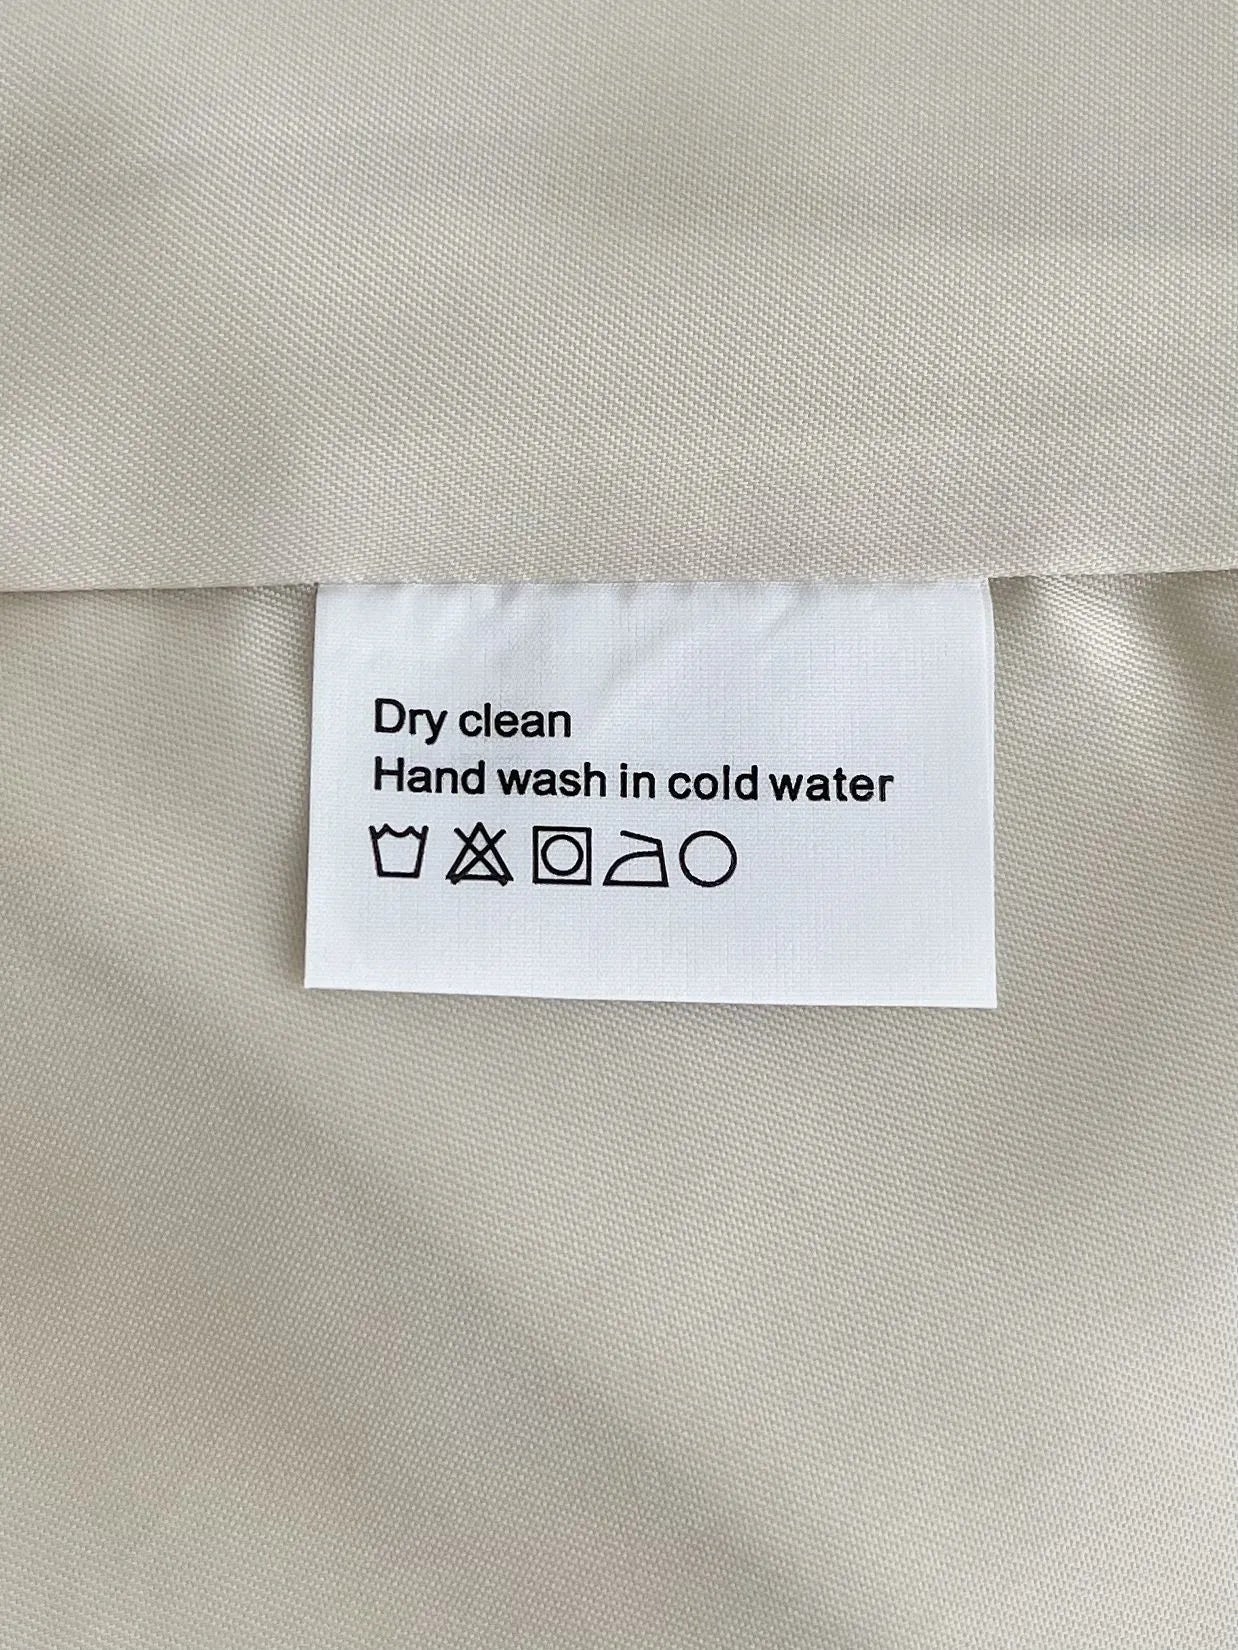 Dry clean
Hand wash in cold water